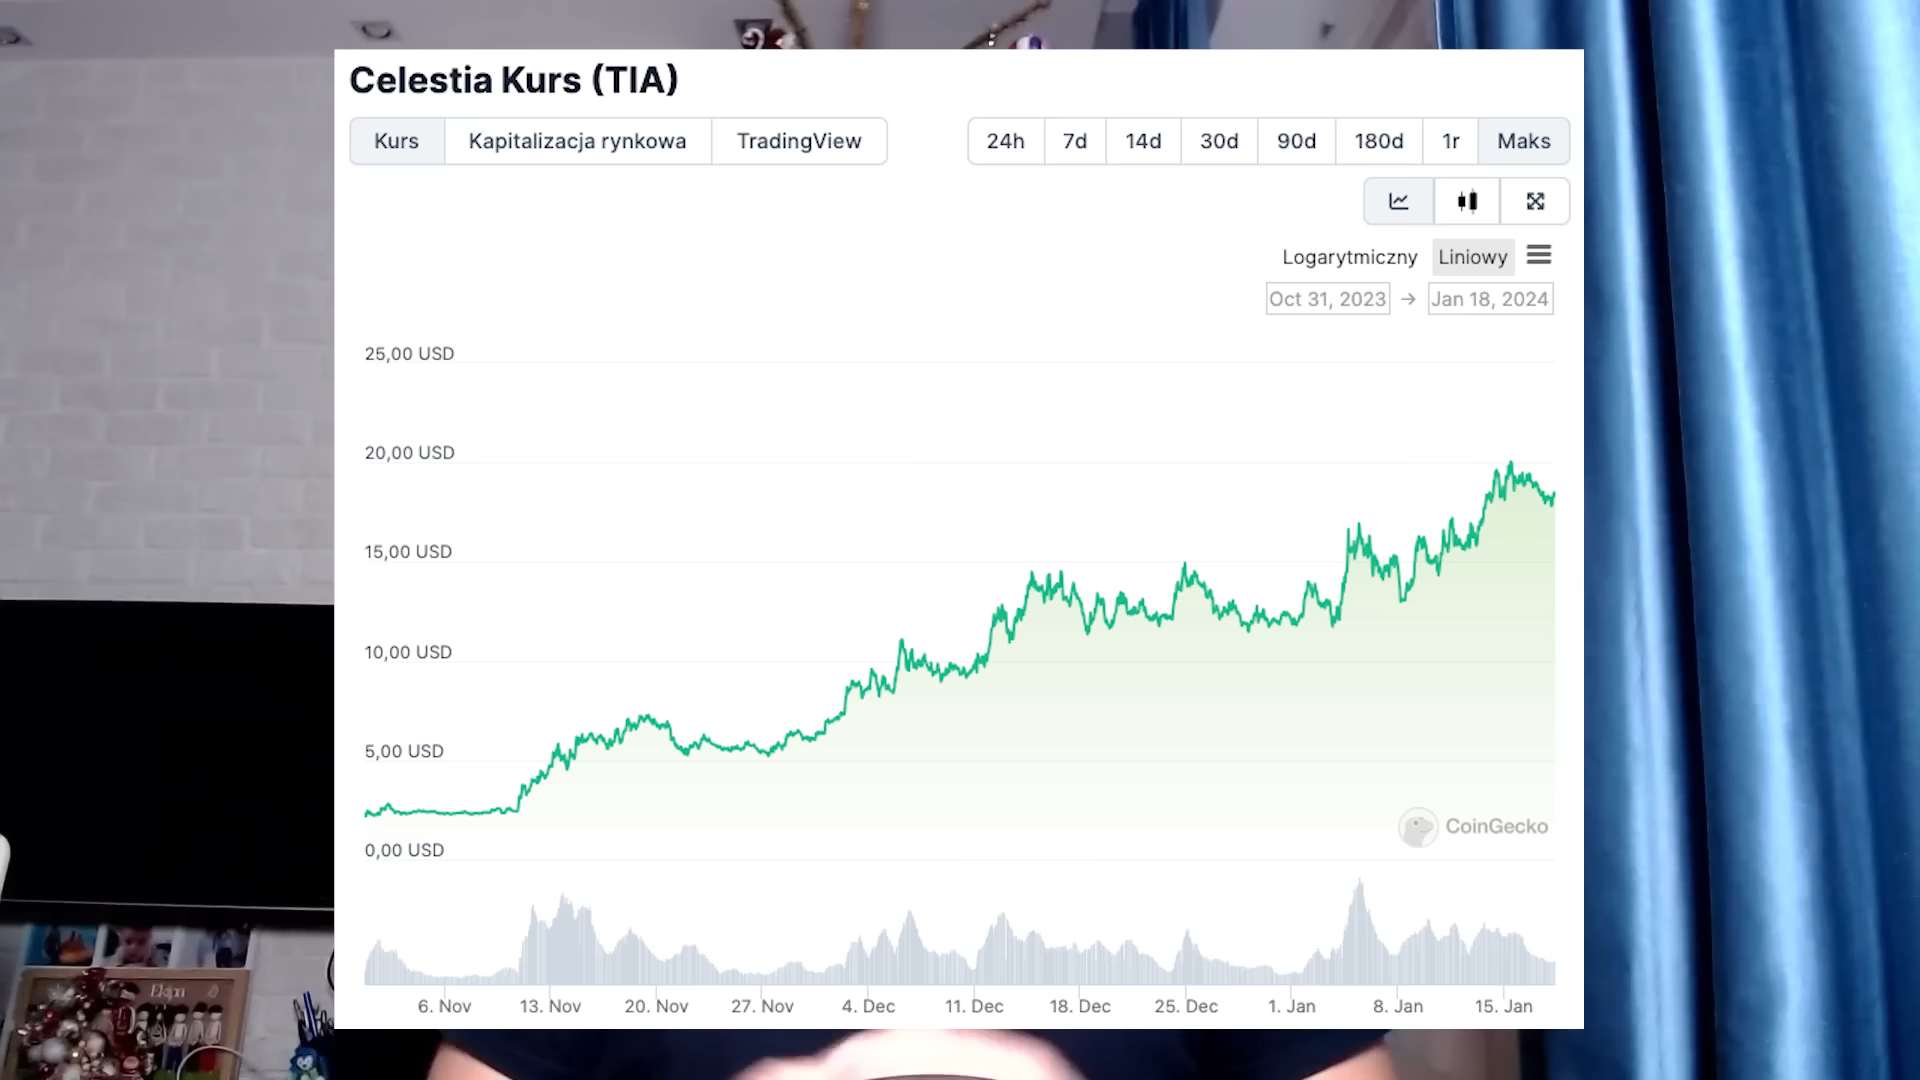 Celestia Kurs (TIA)
Kurs Kapitalizacja rynkowa TradingView 24h 7d 14d 30d 90d 180d 1r Maks
Logarytmiczny Liniowy
Oct 31, 2023 → Jan 18, 2024
25,00 USD
20,00 USD
15,00 USD
10,00 USD
5,00 USD
CoinGecko
0,00 USD
6. Nov 13. Nov 20. Nov 27. Nov 4. Dec 11. Dec 18. Dec 25. Dec 1. Jan 8. Jan 15. Jan